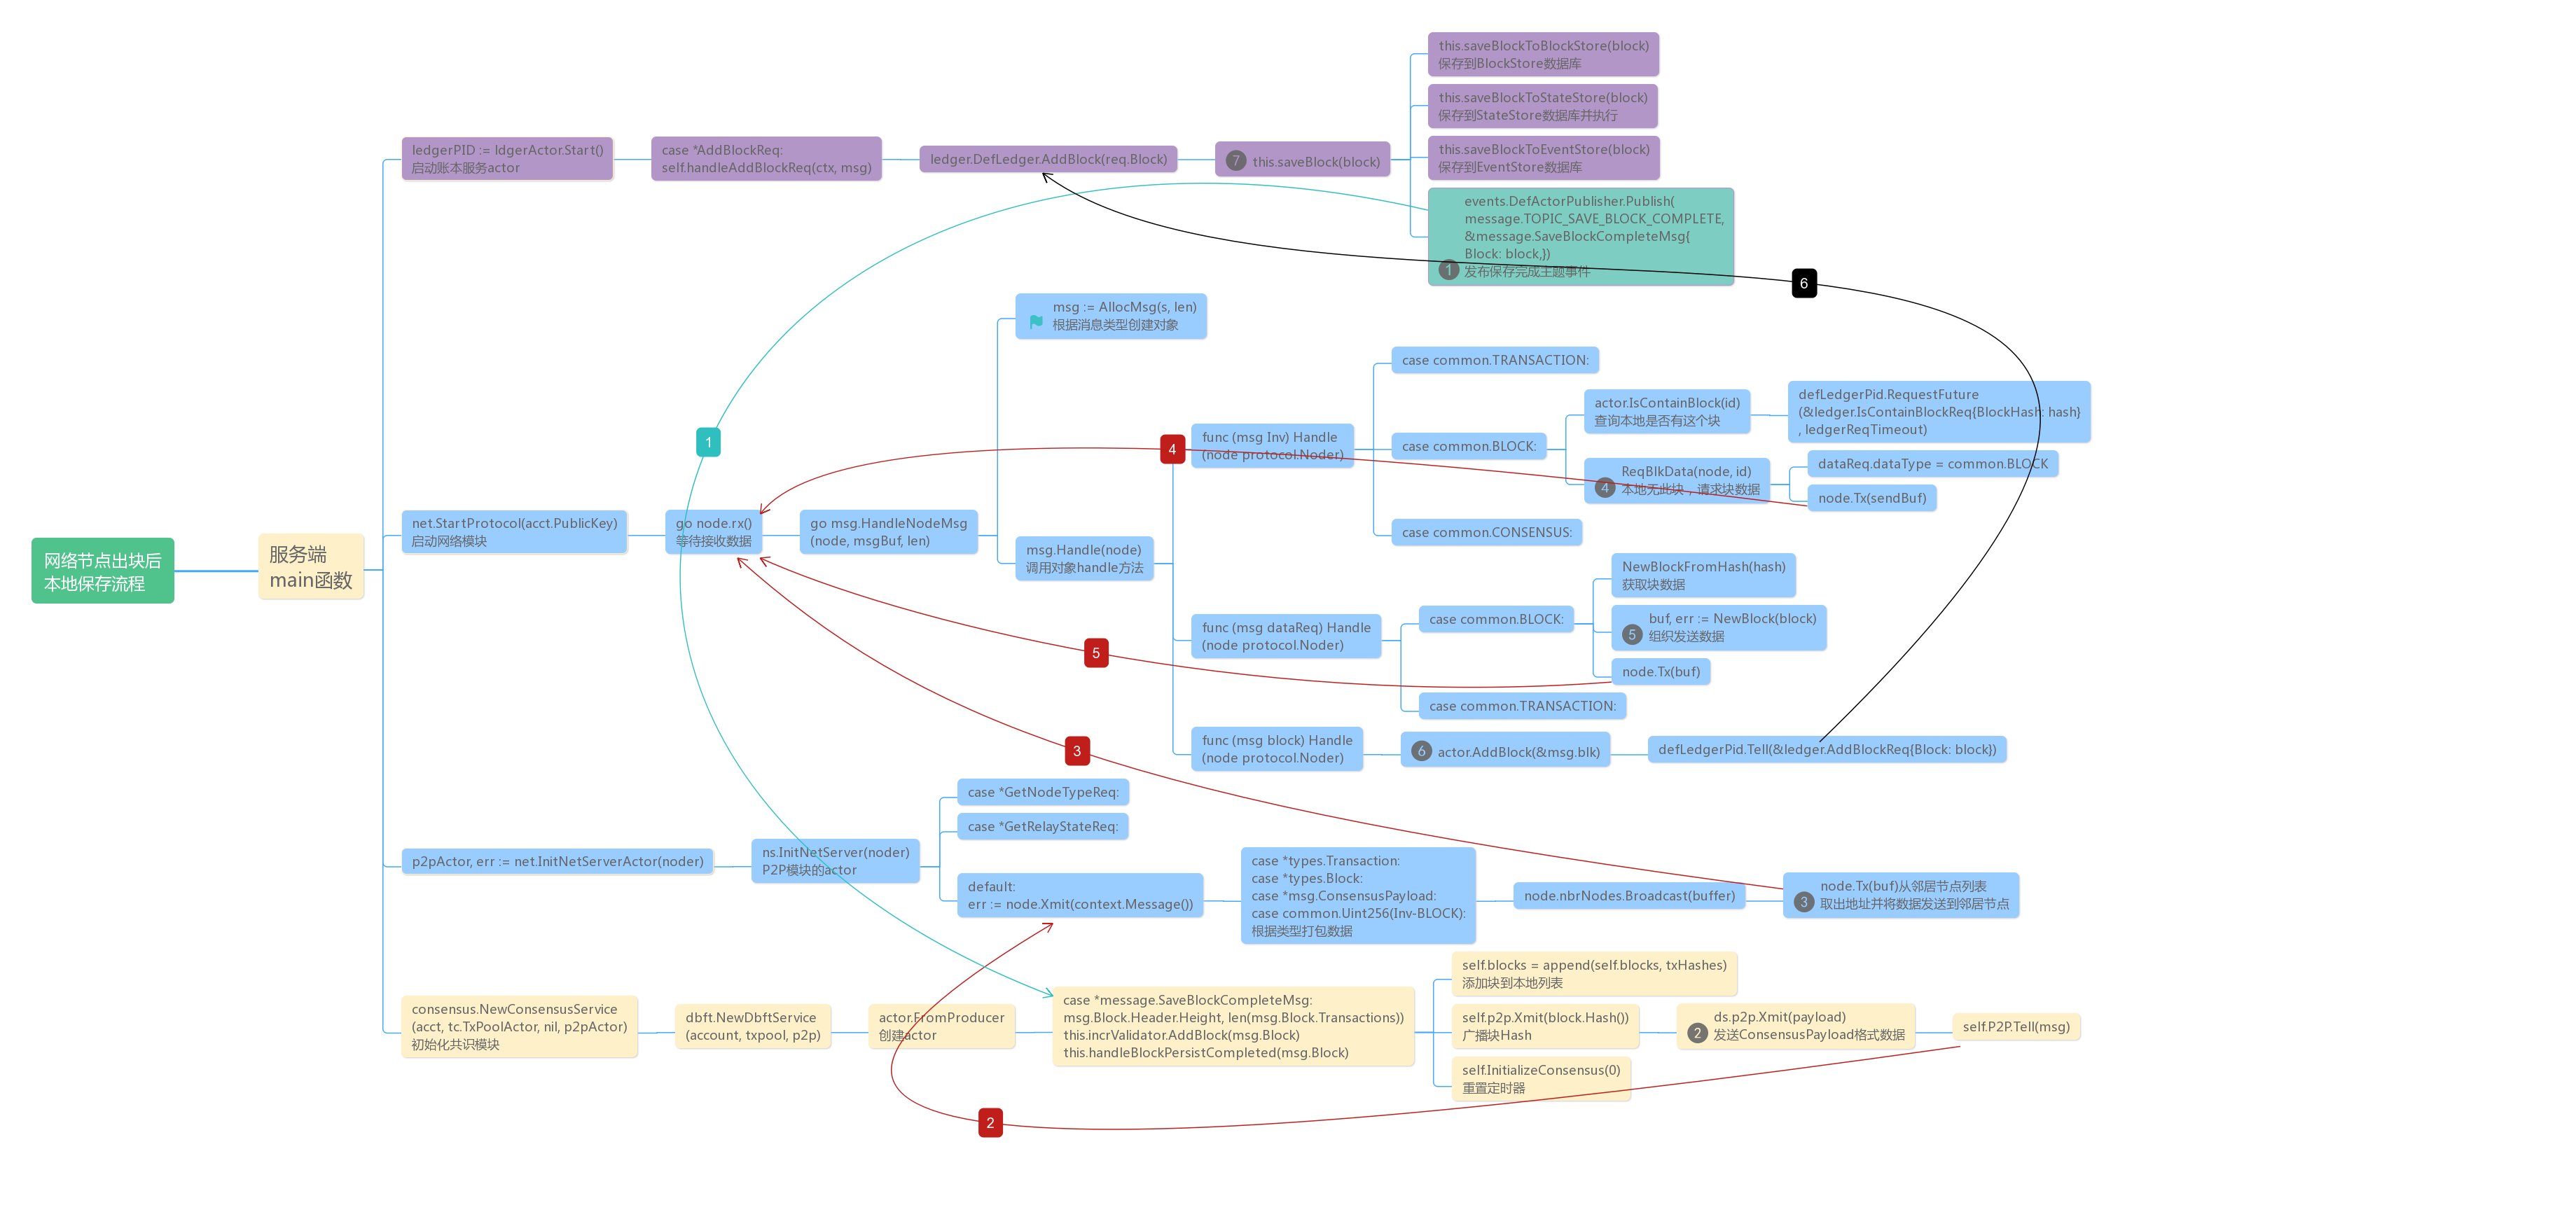 网络节点出块后
本地保存流程
服务端
main函数
ledgerPID := ldgerActor.Start()
启动账本服务actor
case *AddBlockReq:
self.handleAddBlockReq(ctx, msg)
ledger.DefLedger.AddBlock(req.Block)
7 this.saveBlock(block)
this.saveBlockToBlockStore(block)
保存到BlockStore数据库
this.saveBlockToStateStore(block)
保存到StateStore数据库并执行
this.saveBlockToEventStore(block)
保存到EventStore数据库
events.DefActorPublisher.Publish(
message.TOPIC_SAVE_BLOCK_COMPLETE,
&message.SaveBlockCompleteMsg{
Block: block,})
1 发布保存完成主题事件
6
1
net.StartProtocol(acct.PublicKey)
启动网络模块
go node.rx()
等待接收数据
go msg.HandleNodeMsg
(node, msgBuf, len)
msg := AllocMsg(s, len)
根据消息类型创建对象
msg.Handle(node)
调用对象handle方法
4
func (msg Inv) Handle
(node protocol.Noder)
case common.TRANSACTION:
case common.BLOCK:
actor.IsContainBlock(id)
查询本地是否有这个块
defLedgerPid.RequestFuture
(&ledger.IsContainBlockReq{BlockHash: hash}
, ledgerReqTimeout)
ReqBlkData(node, id)
4 本地无此块，请求块数据
dataReq.dataType = common.BLOCK
node.Tx(sendBuf)
case common.CONSENSUS:
5
func (msg dataReq) Handle
(node protocol.Noder)
case common.BLOCK:
NewBlockFromHash(hash)
获取块数据
buf, err := NewBlock(block)
5 组织发送数据
node.Tx(buf)
case common.TRANSACTION:
3
func (msg block) Handle
(node protocol.Noder)
6 actor.AddBlock(&msg.blk)
defLedgerPid.Tell(&ledger.AddBlockReq{Block: block})
p2pActor, err := net.InitNetServerActor(noder)
ns.InitNetServer(noder)
P2P模块的actor
case *GetNodeTypeReq:
case *GetRelayStateReq:
default:
err := node.Xmit(context.Message())
case *types.Transaction:
case *types.Block:
case *msg.ConsensusPayload:
case common.Uint256(Inv-BLOCK):
根据类型打包数据
node.nbrNodes.Broadcast(buffer)
node.Tx(buf)从邻居节点列表
3 取出地址并将数据发送到邻居节点
consensus.NewConsensusService
(acct, tc.TxPoolActor, nil, p2pActor)
初始化共识模块
dbft.NewDbftService
(account, txpool, p2p)
actor.FromProducer
创建actor
case *message.SaveBlockCompleteMsg:
msg.Block.Header.Height, len(msg.Block.Transactions))
this.incrValidator.AddBlock(msg.Block)
this.handleBlockPersistCompleted(msg.Block)
self.blocks = append(self.blocks, txHashes)
添加块到本地列表
self.p2p.Xmit(block.Hash())
广播块Hash
ds.p2p.Xmit(payload)
2 发送ConsensusPayload格式数据
self.P2P.Tell(msg)
self.InitializeConsensus(0)
重置定时器
2